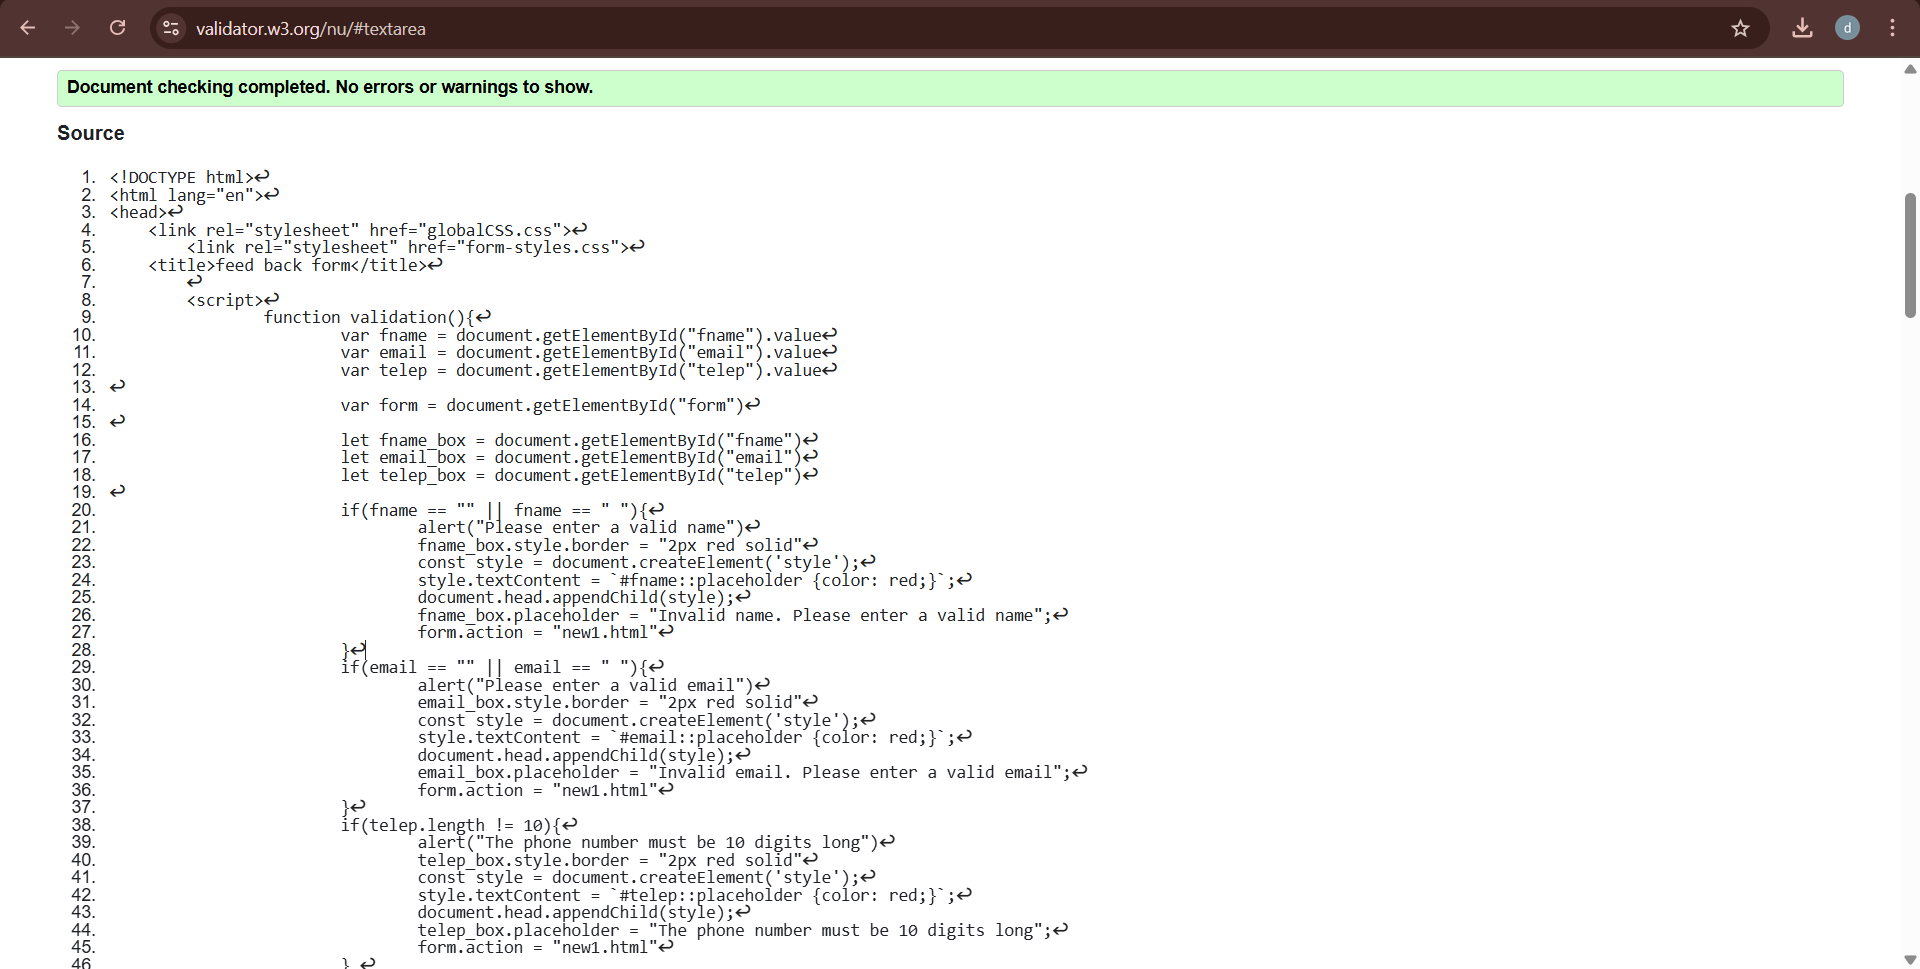 validator.w3.org/nu/#textarea
d
Document checking completed. No errors or warnings to show.
Source
1. <!DOCTYPE html>↩
2. <html lang="en">↩
3. <head>↩
4. <link rel="stylesheet" href="globalCSS.css">↩
5. <link rel="stylesheet" href="form-styles.css">↩
6. <title>feed back form</title>↩
7. ↩
8. <script>↩
9. function validation(){↩
10. var fname = document.getElementById("fname").value↩
11. var email = document.getElementById("email").value↩
12. var telep = document.getElementById("telep").value↩
13. ↩
14. var form = document.getElementById("form")↩
15. ↩
16. let fname_box = document.getElementById("fname")↩
17. let email_box = document.getElementById("email")↩
18. let telep_box = document.getElementById("telep")↩
19. ↩
20. if(fname == "" || fname == " "){↩
21. alert("Please enter a valid name")↩
22. fname_box.style.border = "2px red solid"↩
23. const style = document.createElement('style');↩
24. style.textContent = `#fname::placeholder {color: red;}`;↩
25. document.head.appendChild(style);↩
26. fname_box.placeholder = "Invalid name. Please enter a valid name";↩
27. form.action = "new1.html"↩
28. }↩
29. if(email == "" || email == " "){↩
30. alert("Please enter a valid email")↩
31. email_box.style.border = "2px red solid"↩
32. const style = document.createElement('style');↩
33. style.textContent = `#email::placeholder {color: red;}`;↩
34. document.head.appendChild(style);↩
35. email_box.placeholder = "Invalid email. Please enter a valid email";↩
36. form.action = "new1.html"↩
37. }↩
38. if(telep.length != 10){↩
39. alert("The phone number must be 10 digits long")↩
40. telep_box.style.border = "2px red solid"↩
41. const style = document.createElement('style');↩
42. style.textContent = `#telep::placeholder {color: red;}`;↩
43. document.head.appendChild(style);↩
44. telep_box.placeholder = "The phone number must be 10 digits long";↩
45. form.action = "new1.html"↩
46. } ↩